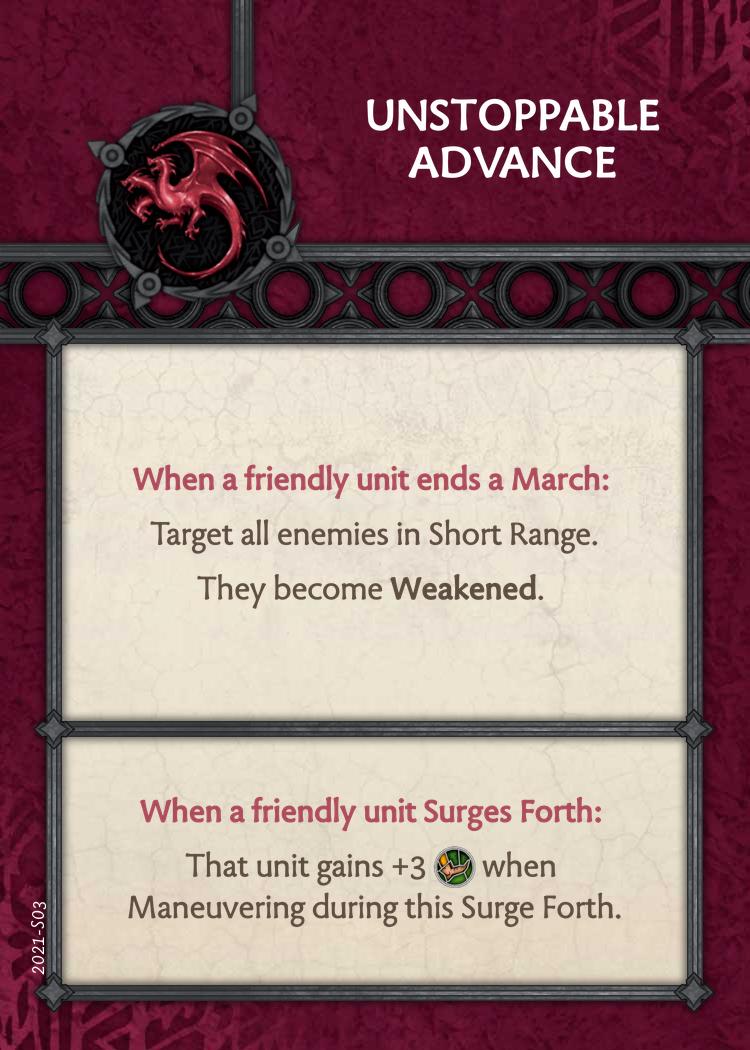 UNSTOPPABLE
ADVANCE
When a friendly unit ends a March:
Target all enemies in Short Range.
They become Weakened.
When a friendly unit Surges Forth:
That unit gains +3 when
Maneuvering during this Surge Forth.
2021-S03